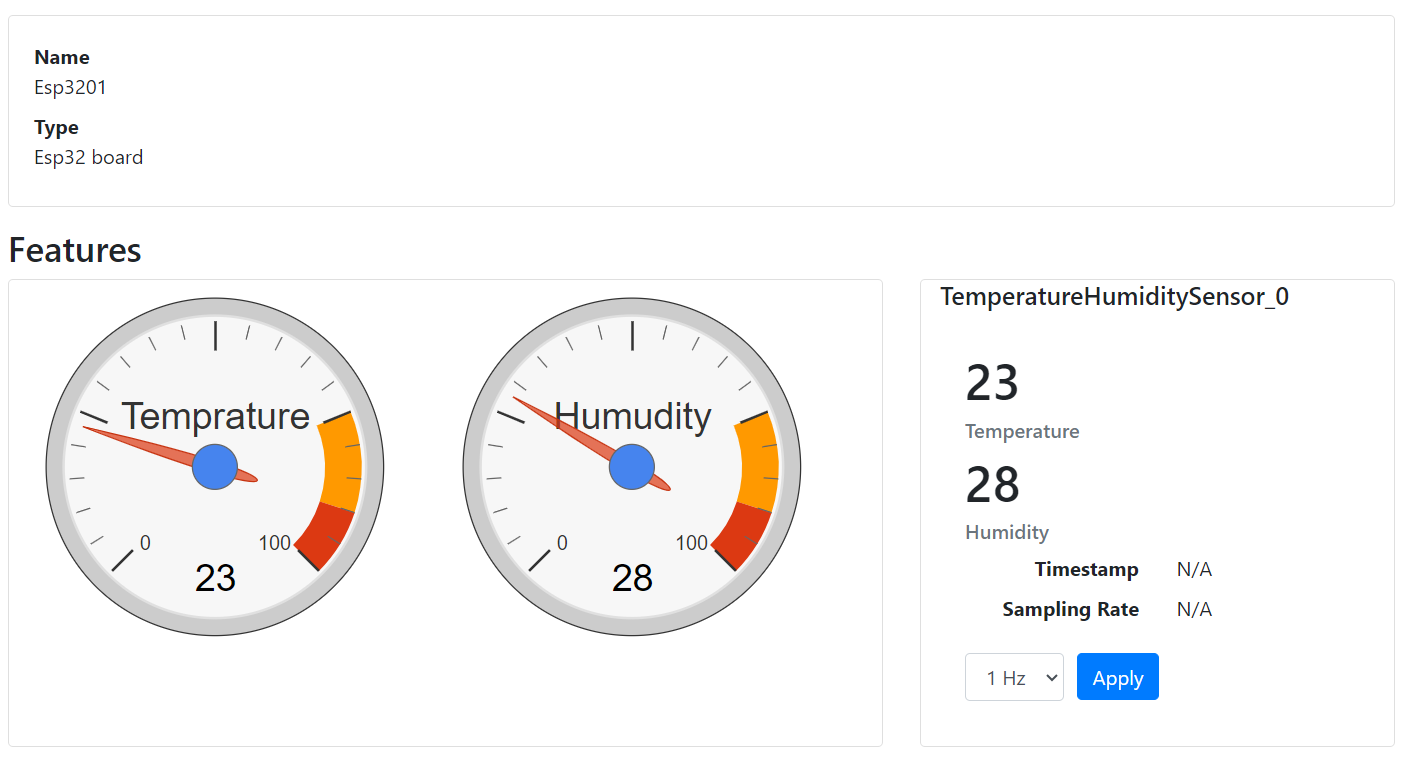 Name
Esp3201
Type
Esp32 board
Features
Temprature
0
100
23
Humudity
0
100
28
TemperatureHumiditySensor_0
23
Temperature
28
Humidity
Timestamp N/A
Sampling Rate N/A
1 Hz Apply